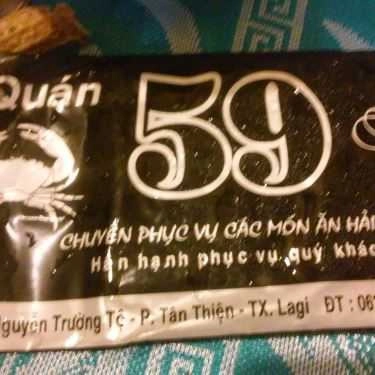 Quán 59
CHUYÊN PHỤC VỤ CÁC MÓN ĂN HẢI
Hân hạnh phục vụ quý khác
Nguyễn Trường Tộ - P. Tân Thiện - TX. Lagi ĐT : 06